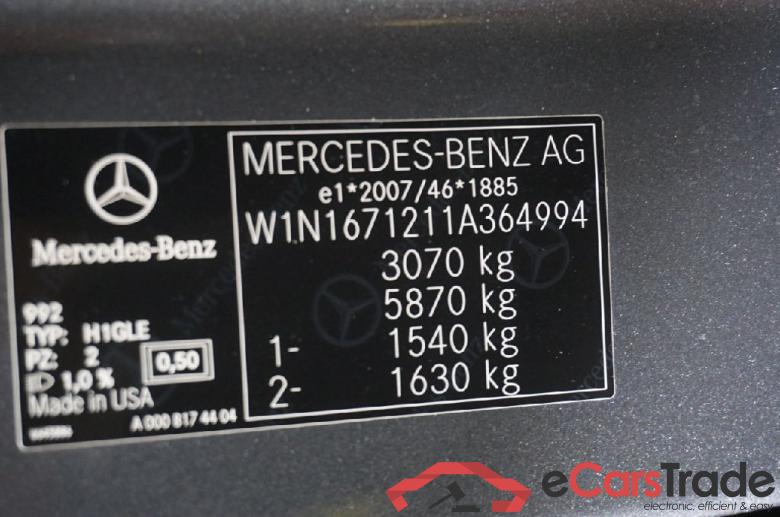 Mercedes-Benz
992
TYP: H1GLE
PZ: 2
0,50
1,0 %
Made in USA
A 000 817 44 04
MERCEDES-BENZ AG
e1*2007/46*1885
W1N1671211A364994
3070 kg
5870 kg
1- 1540 kg
2- 1630 kg
eCarsTrade
electronic, efficient & easy